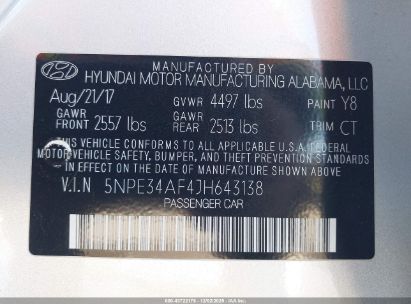 MANUFACTURED BY
HYUNDAI MOTOR MANUFACTURING ALABAMA, LLC
Aug/21/17 GVWR 4497 lbs PAINT Y8
GAWR FRONT 2557 lbs GAWR REAR 2513 lbs TRIM CT
THIS VEHICLE CONFORMS TO ALL APPLICABLE U.S.A. FEDERAL
MOTOR VEHICLE SAFETY, BUMPER, AND THEFT PREVENTION STANDARDS
IN EFFECT ON THE DATE OF MANUFACTURE SHOWN ABOVE.
V.I.N 5NPE34AF4JH643138
PASSENGER CAR